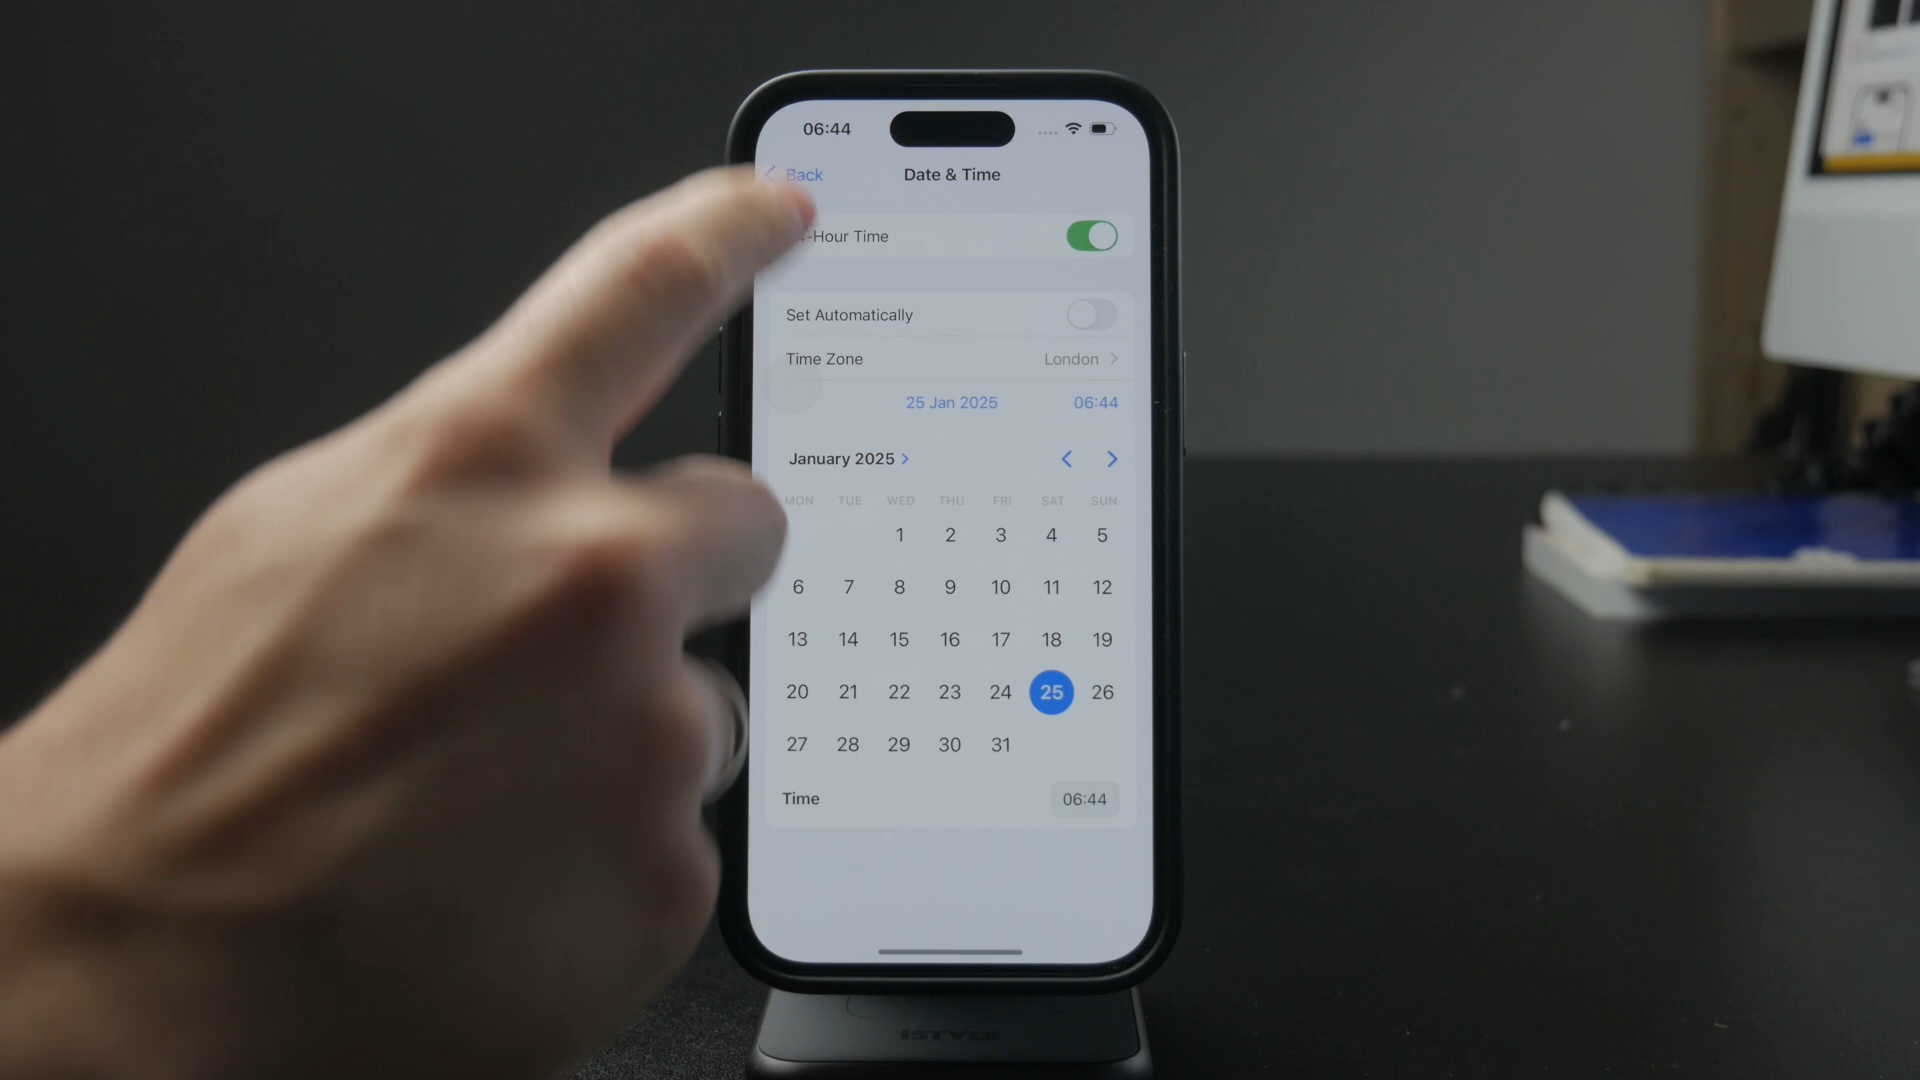 06:44
Back
Date & Time
-Hour Time
Set Automatically
Time Zone London
25 Jan 2025 06:44
January 2025
MON TUE WED THU FRI SAT SUN
1 2 3 4 5
6 7 8 9 10 11 12
13 14 15 16 17 18 19
20 21 22 23 24 25 26
27 28 29 30 31
Time 06:44
iSTYLE